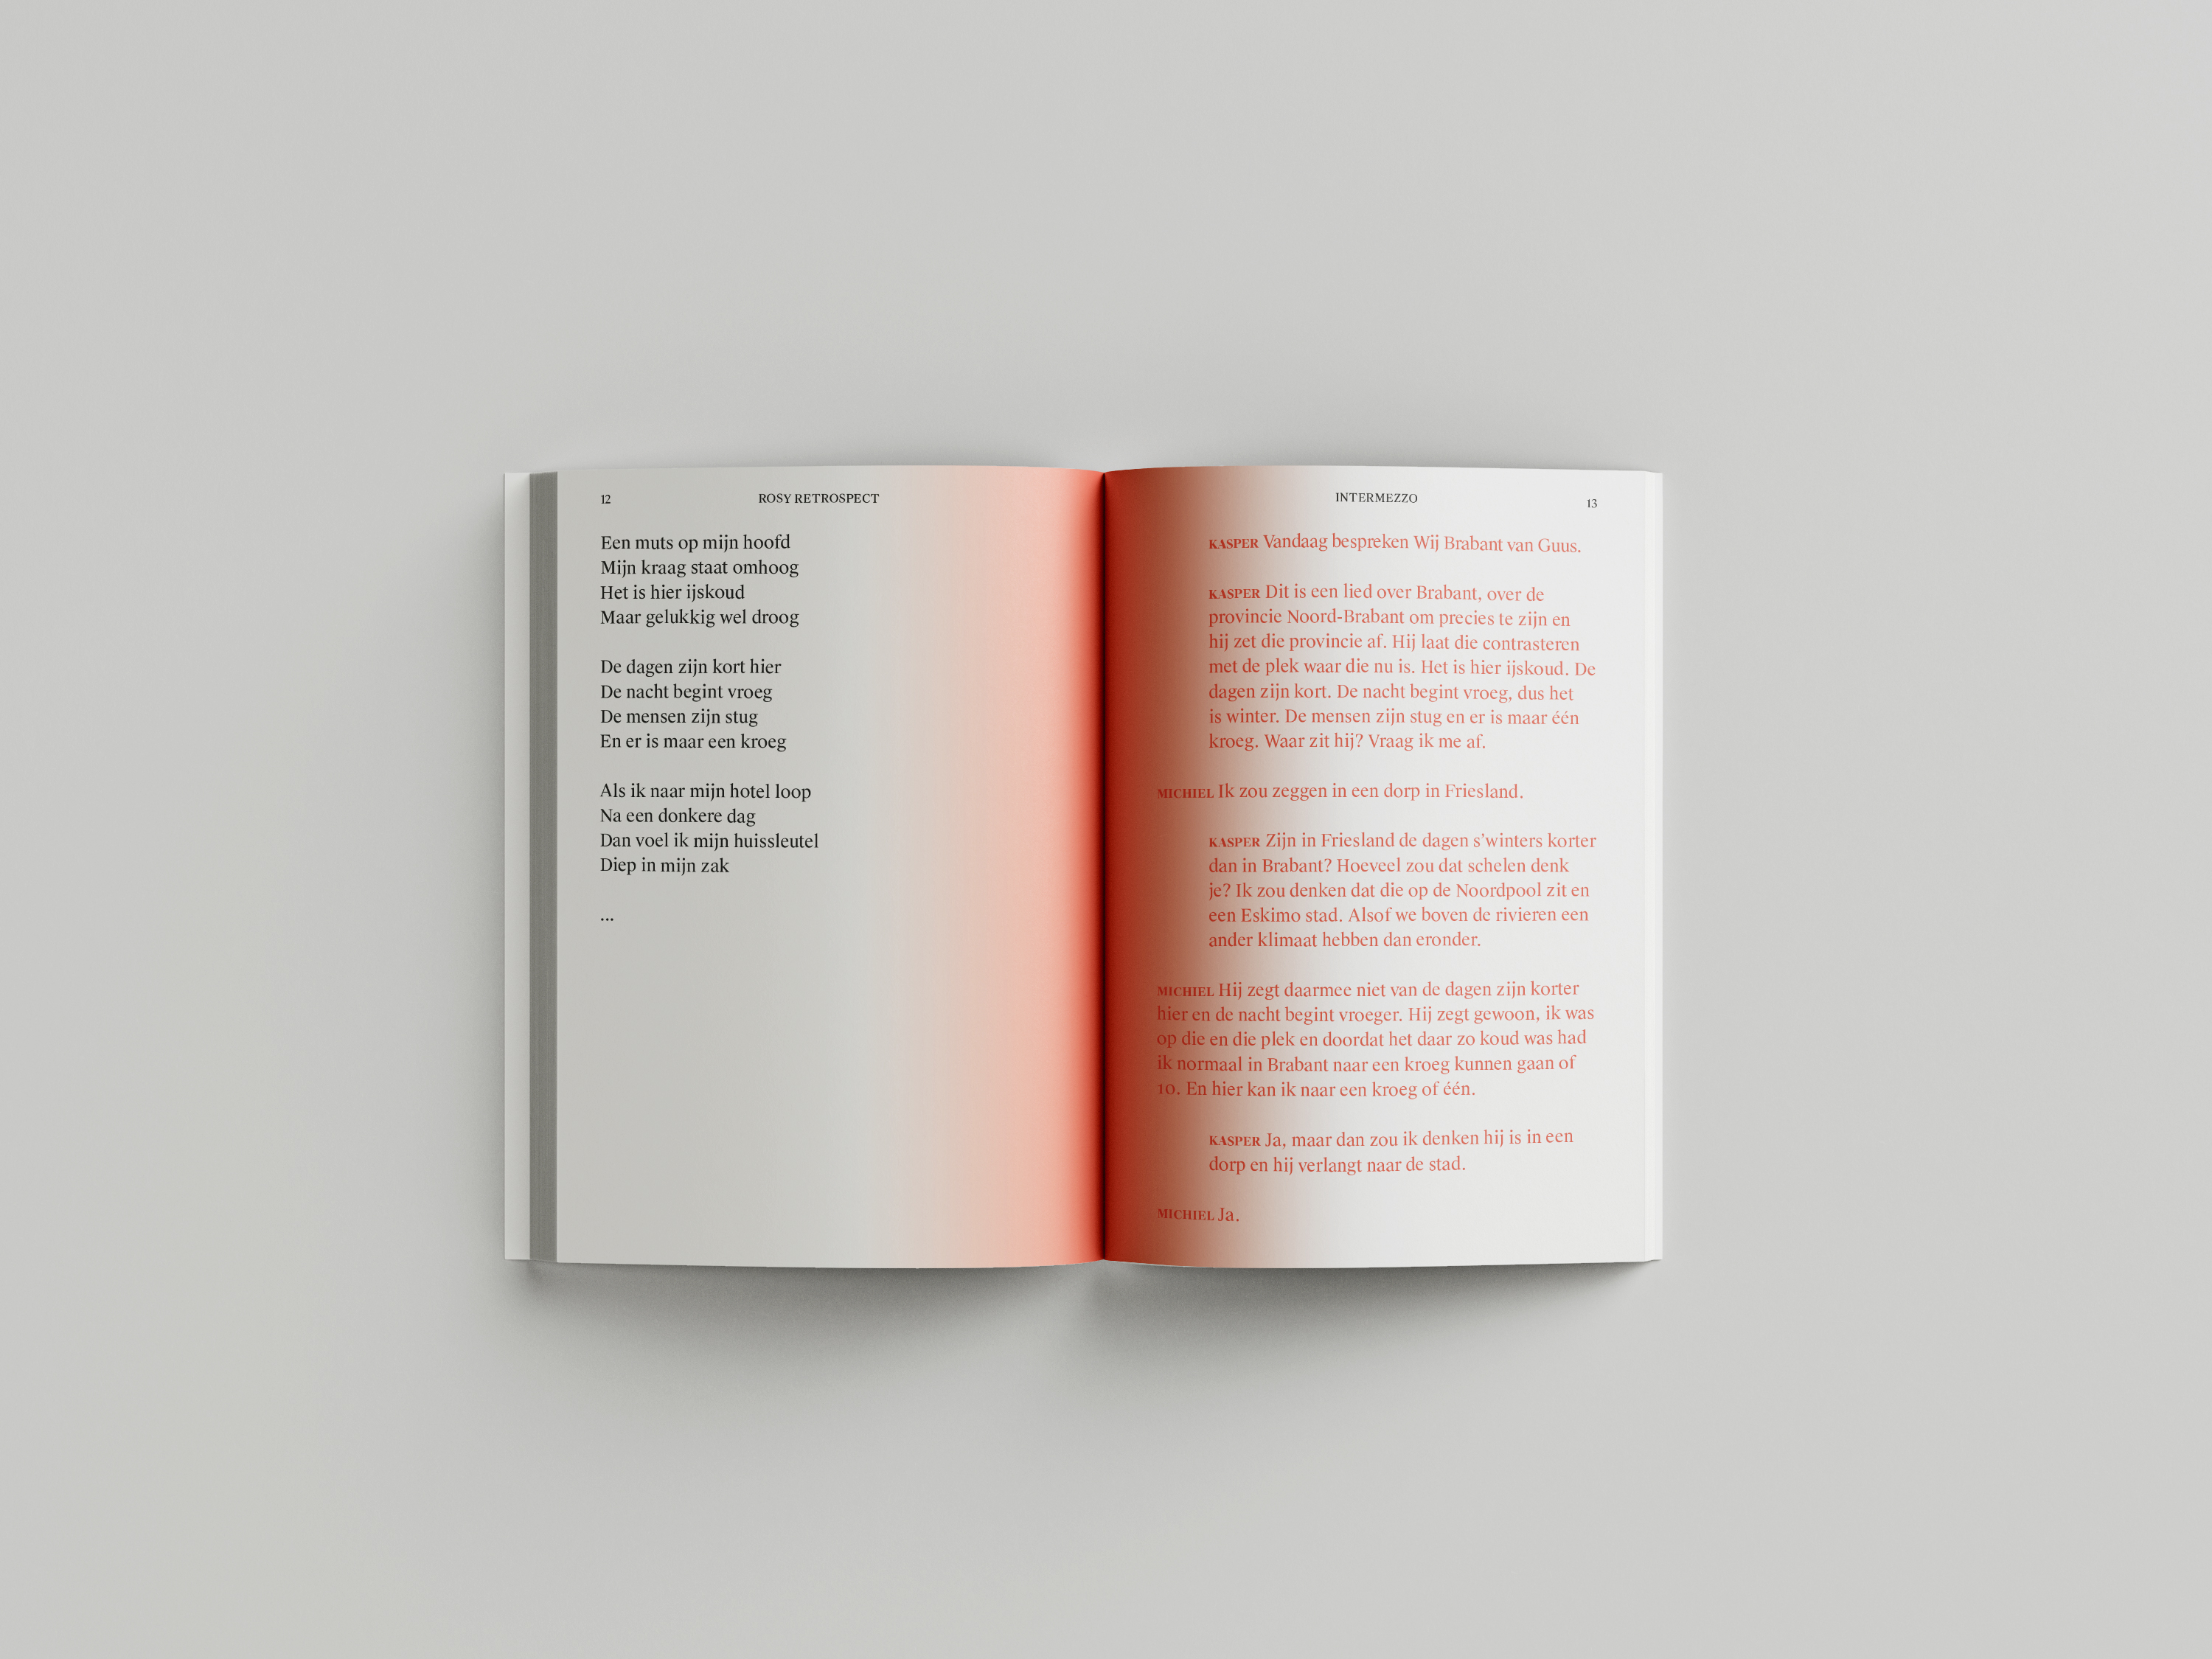 12
ROSY RETROSPECT
Een muts op mijn hoofd
Mijn kraag staat omhoog
Het is hier ijskoud
Maar gelukkig wel droog
De dagen zijn kort hier
De nacht begint vroeg
De mensen zijn stug
En er is maar een kroeg
Als ik naar mijn hotel loop
Na een donkere dag
Dan voel ik mijn huissleutel
Diep in mijn zak
...
INTERMEZZO
13
KASPER Vandaag bespreken Wij Brabant van Guus.
KASPER Dit is een lied over Brabant, over de
provincie Noord-Brabant om precies te zijn en
hij zet die provincie af. Hij laat die contrasteren
met de plek waar die nu is. Het is hier ijskoud. De
dagen zijn kort. De nacht begint vroeg, dus het
is winter. De mensen zijn stug en er is maar één
kroeg. Waar zit hij? Vraag ik me af.
MICHIEL Ik zou zeggen in een dorp in Friesland.
KASPER Zijn in Friesland de dagen s'winters korter
dan in Brabant? Hoeveel zou dat schelen denk
je? Ik zou denken dat die op de Noordpool zit en
een Eskimo stad. Alsof we boven de rivieren een
ander klimaat hebben dan eronder.
MICHIEL Hij zegt daarmee niet van de dagen zijn korter
hier en de nacht begint vroeger. Hij zegt gewoon, ik was
op die en die plek en doordat het daar zo koud was had
ik normaal in Brabant naar een kroeg kunnen gaan of
10. En hier kan ik naar een kroeg of één.
KASPER Ja, maar dan zou ik denken hij is in een
dorp en hij verlangt naar de stad.
MICHIEL Ja.